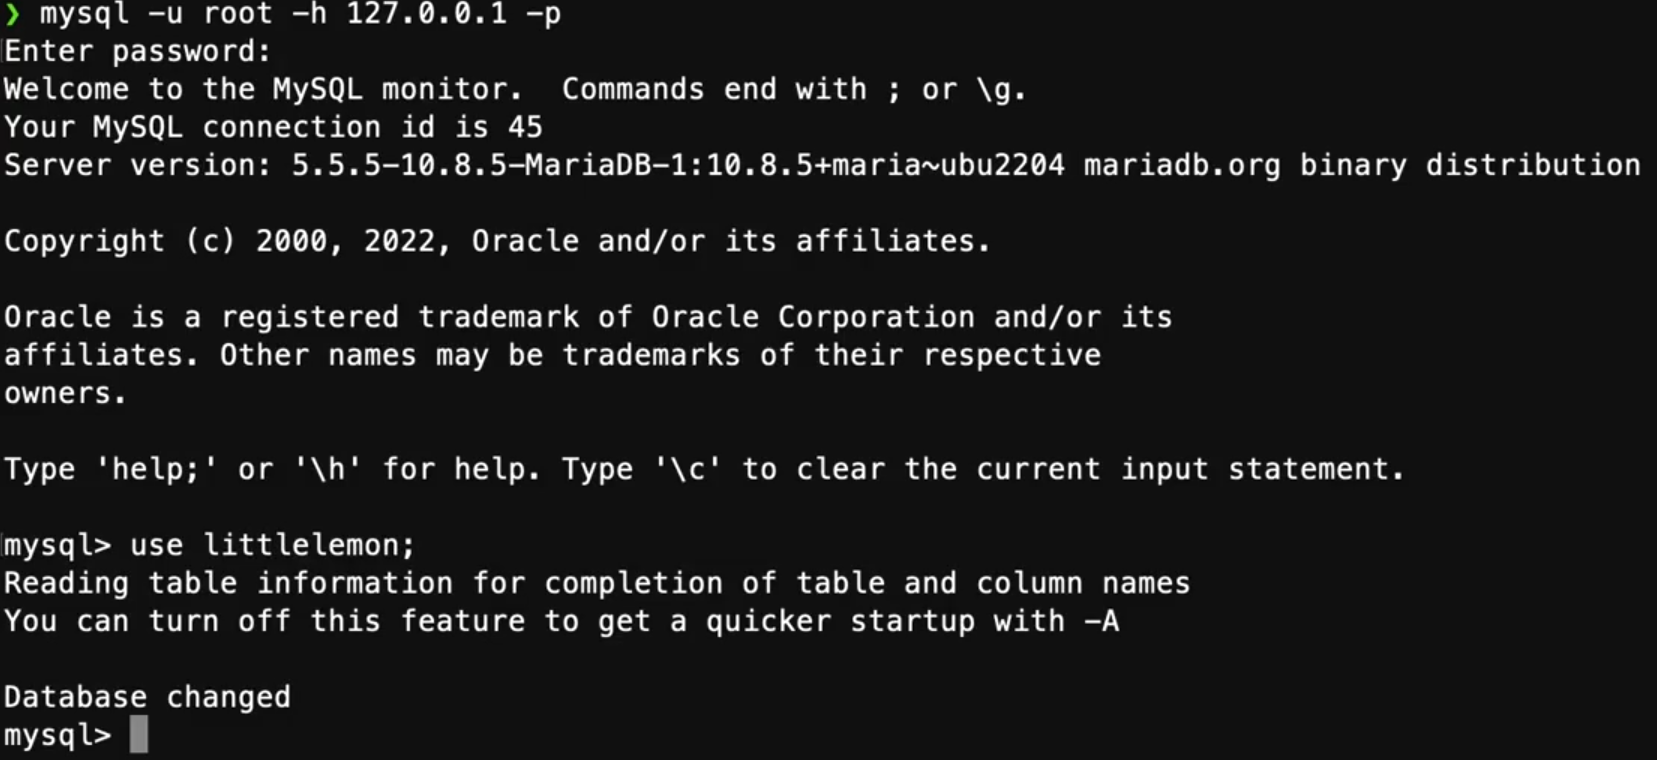 ❯ mysql -u root -h 127.0.0.1 -p
Enter password:
Welcome to the MySQL monitor.  Commands end with ; or \g.
Your MySQL connection id is 45
Server version: 5.5.5-10.8.5-MariaDB-1:10.8.5+maria~ubu2204 mariadb.org binary distribution
Copyright (c) 2000, 2022, Oracle and/or its affiliates.
Oracle is a registered trademark of Oracle Corporation and/or its
affiliates. Other names may be trademarks of their respective
owners.
Type 'help;' or '\h' for help. Type '\c' to clear the current input statement.
mysql> use littlelemon;
Reading table information for completion of table and column names
You can turn off this feature to get a quicker startup with -A
Database changed
mysql>